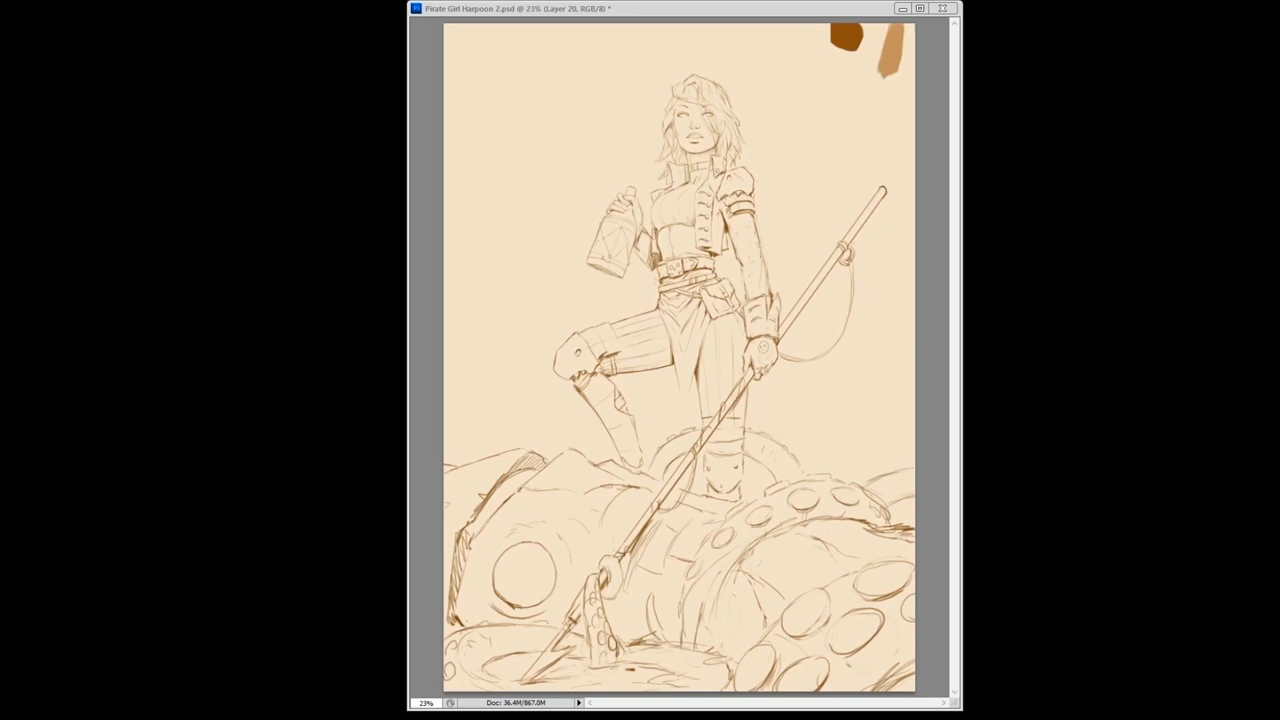 Pirate Girl Harpoon 2.psd @ 23% (Layer 20, RGB/8) *
23%
Doc: 36.4M/867.0M